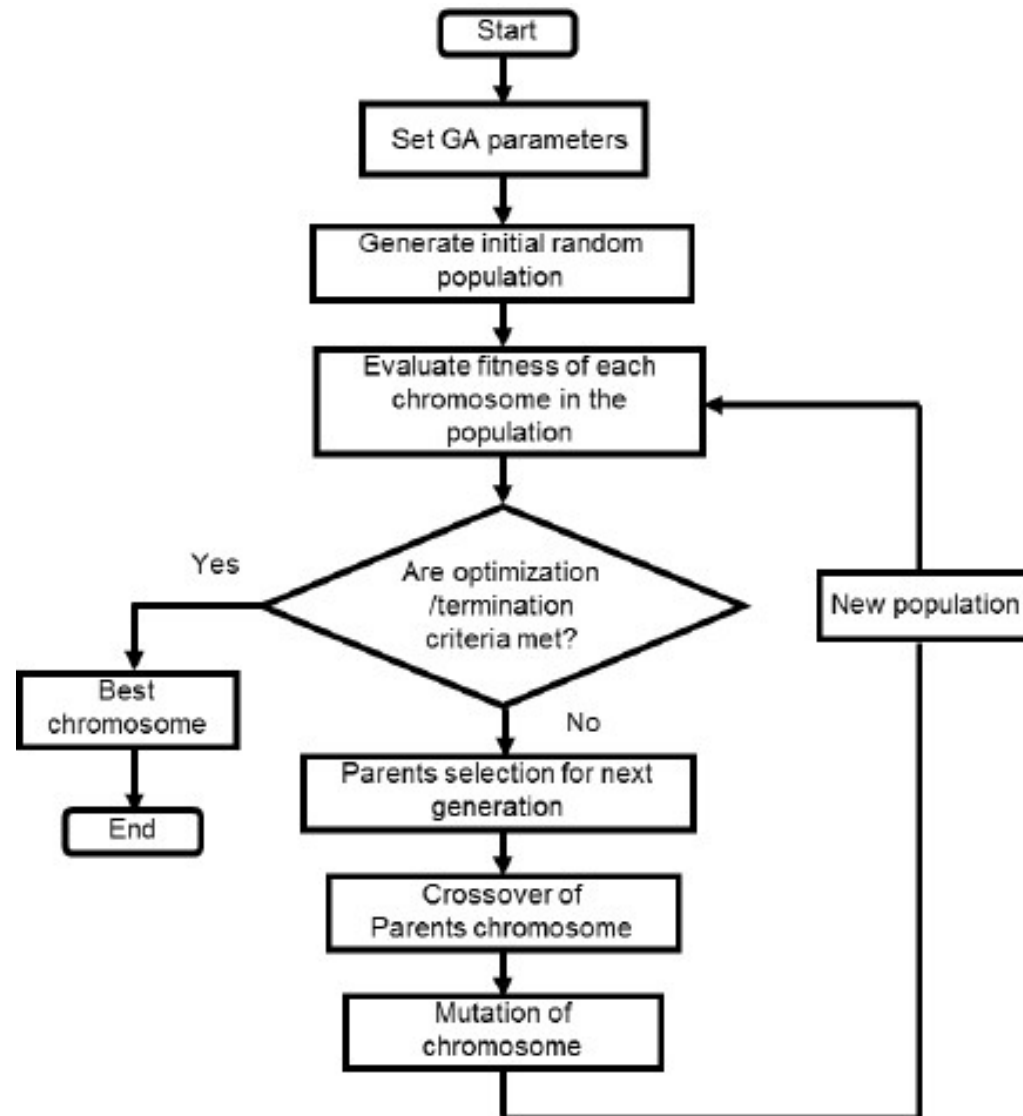 Start
Set GA parameters
Generate initial random
population
Evaluate fitness of each
chromosome in the
population
Yes
Are optimization
/termination
criteria met?
New population
Best
chromosome
No
Parents selection for next
generation
End
Crossover of
Parents chromosome
Mutation of
chromosome